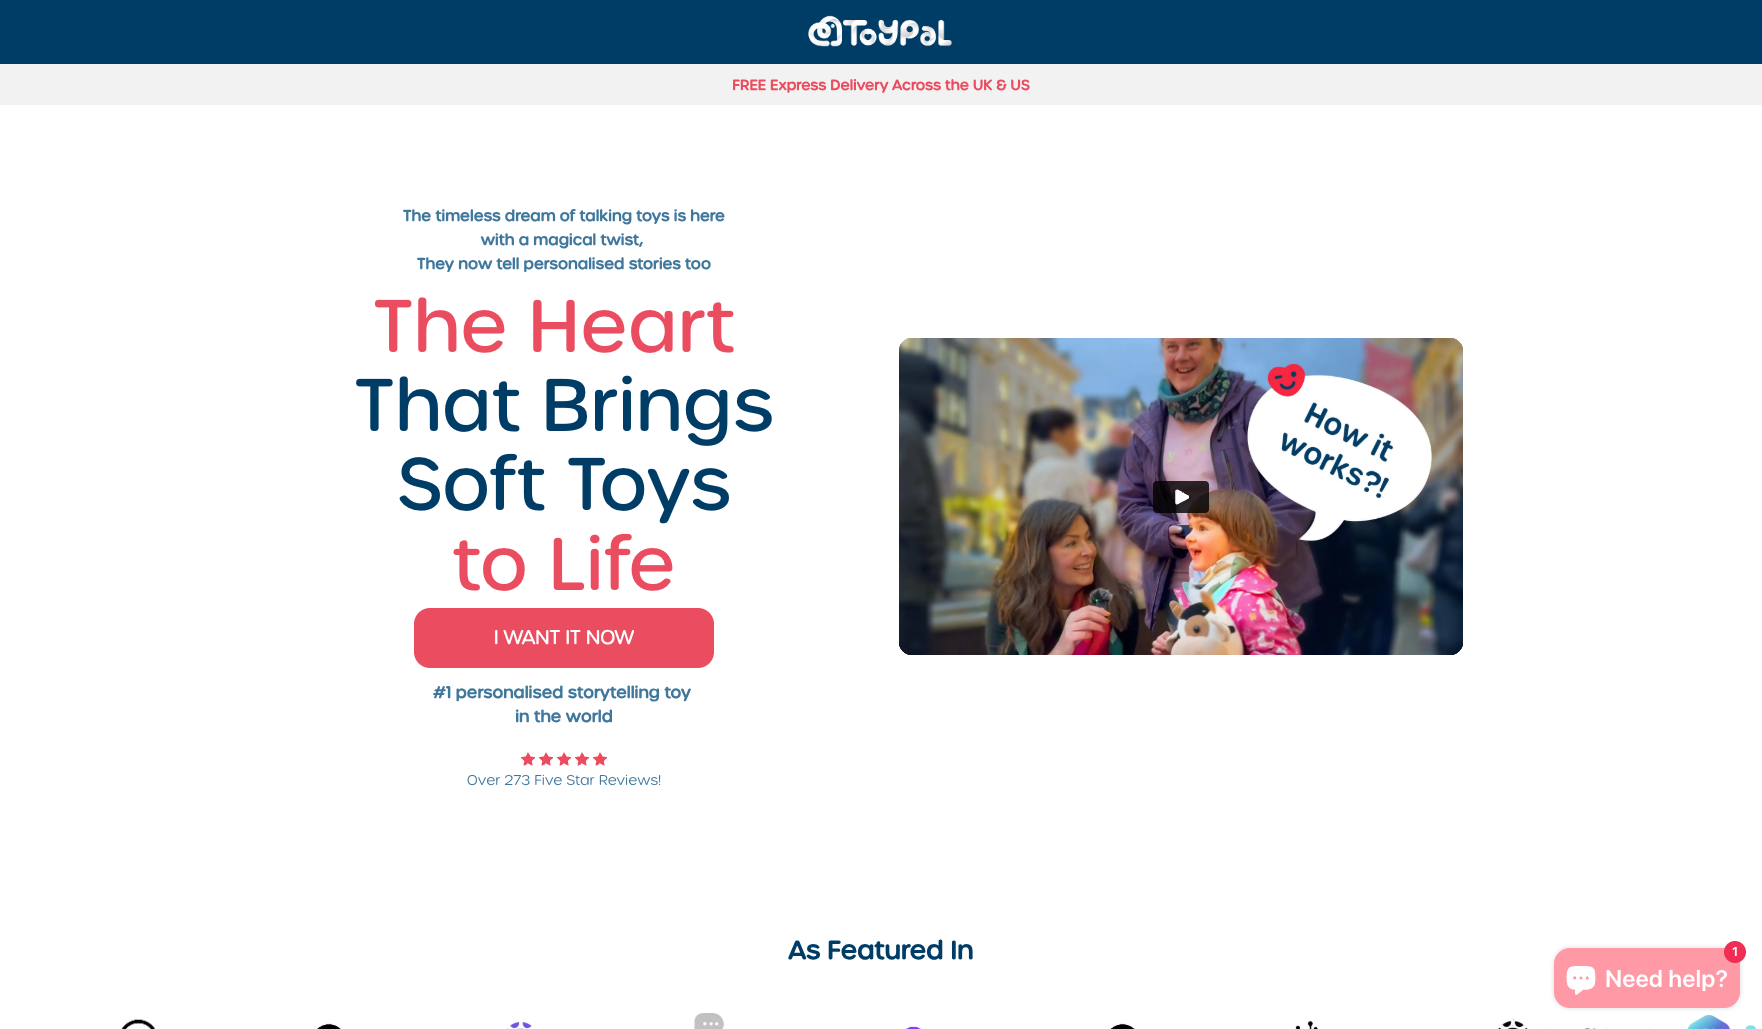 Toypal
FREE Express Delivery Across the UK & US
The timeless dream of talking toys is here
with a magical twist,
They now tell personalised stories too
The Heart
That Brings
Soft Toys
to Life
I WANT IT NOW
#1 personalised storytelling toy
in the world
Over 273 Five Star Reviews!
How it
works?!
As Featured In
1
Need help?